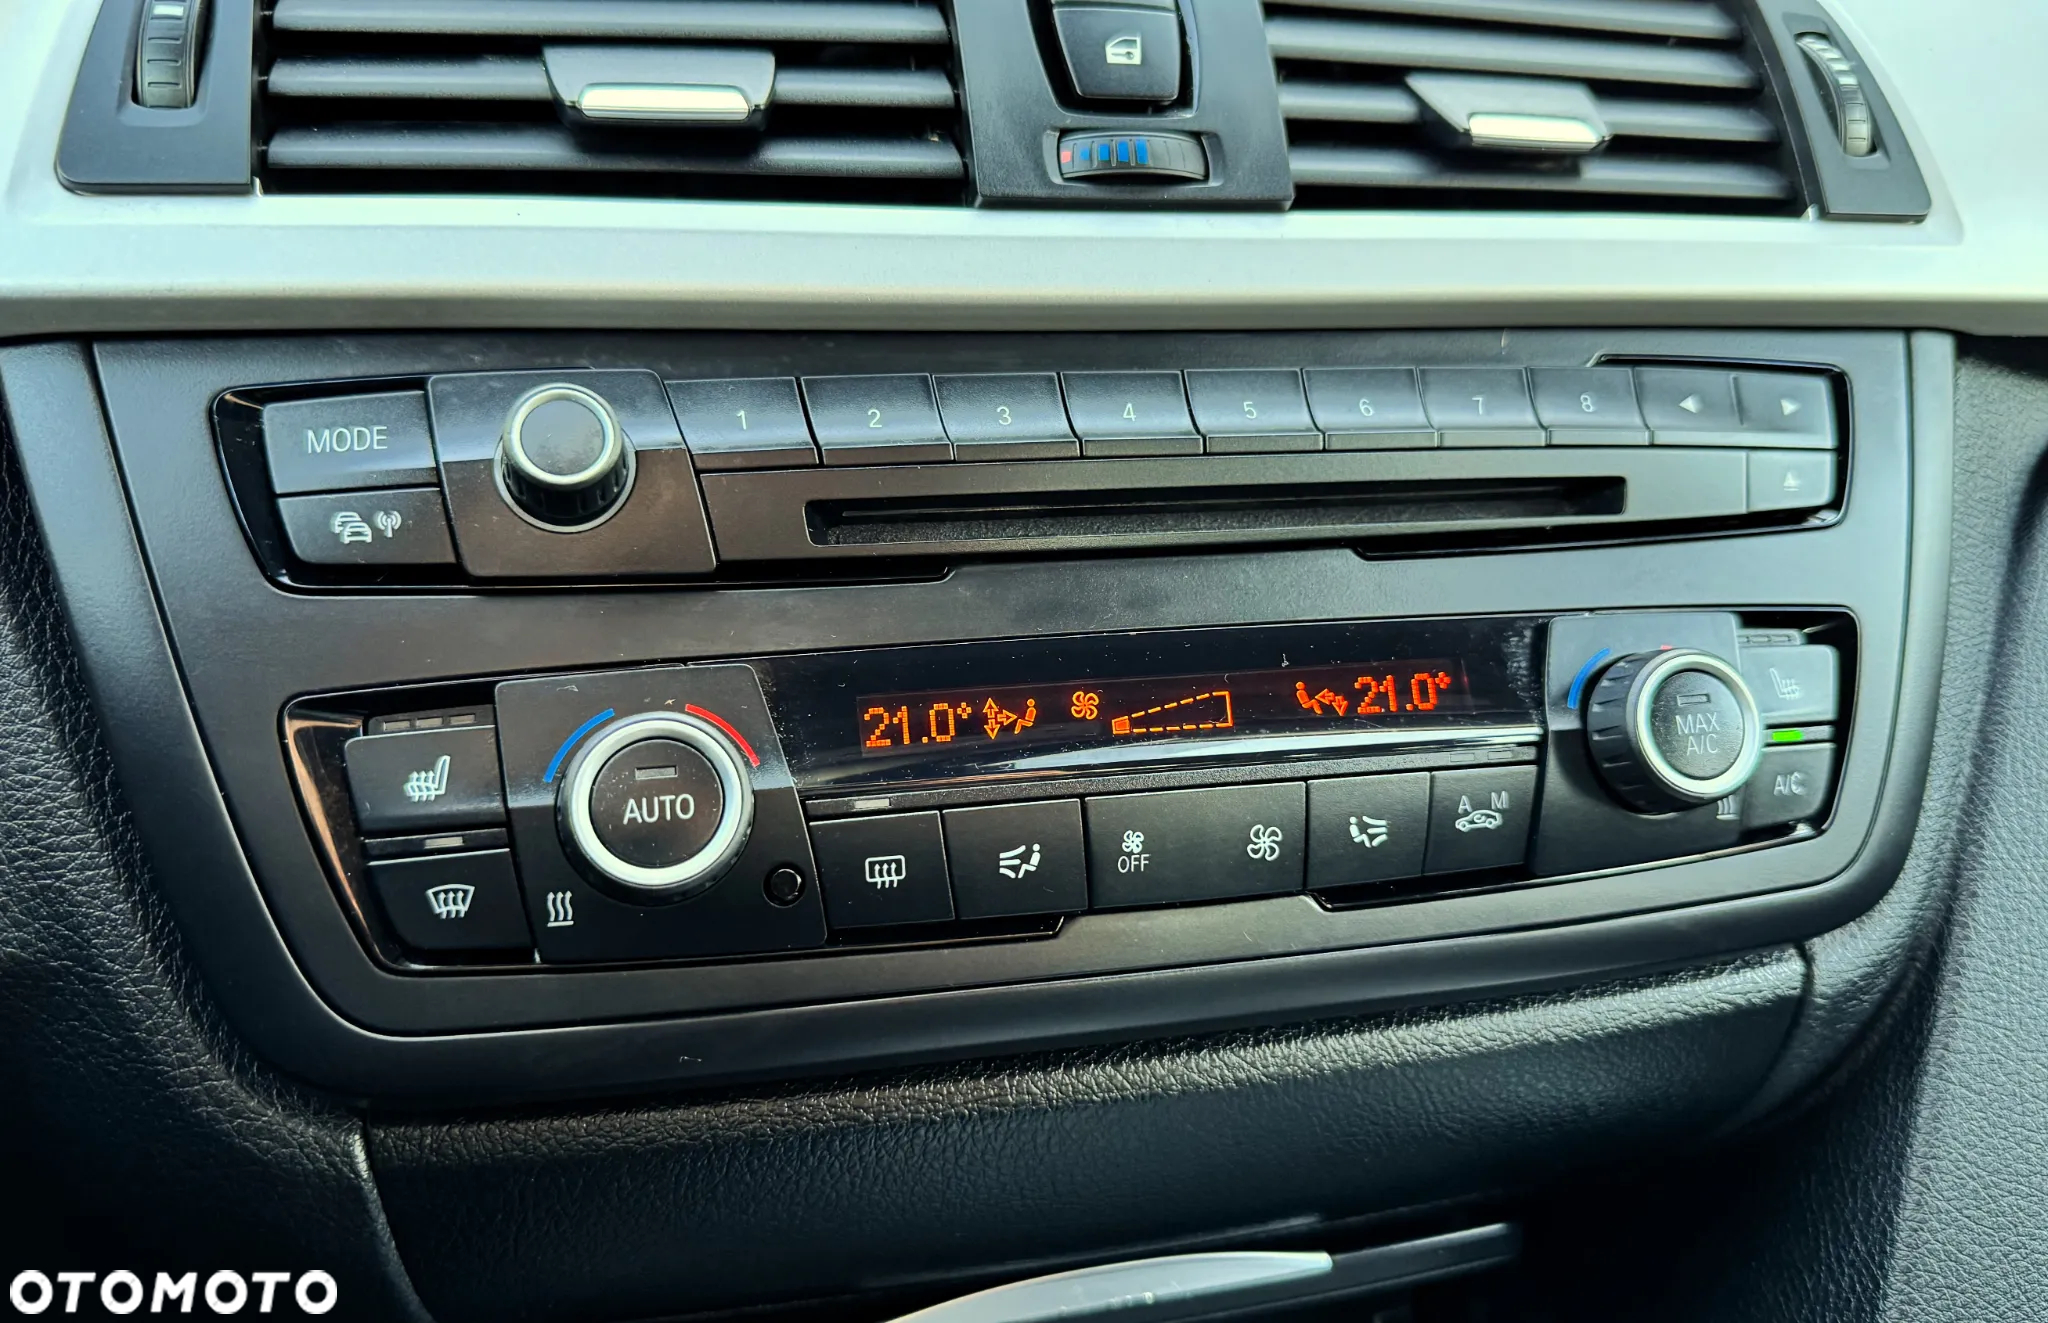 MODE
1 2 3 4 5 6 7 8
21.0° 21.0°
AUTO
OFF
A M
MAX A/C
A/C
OTOMOTO